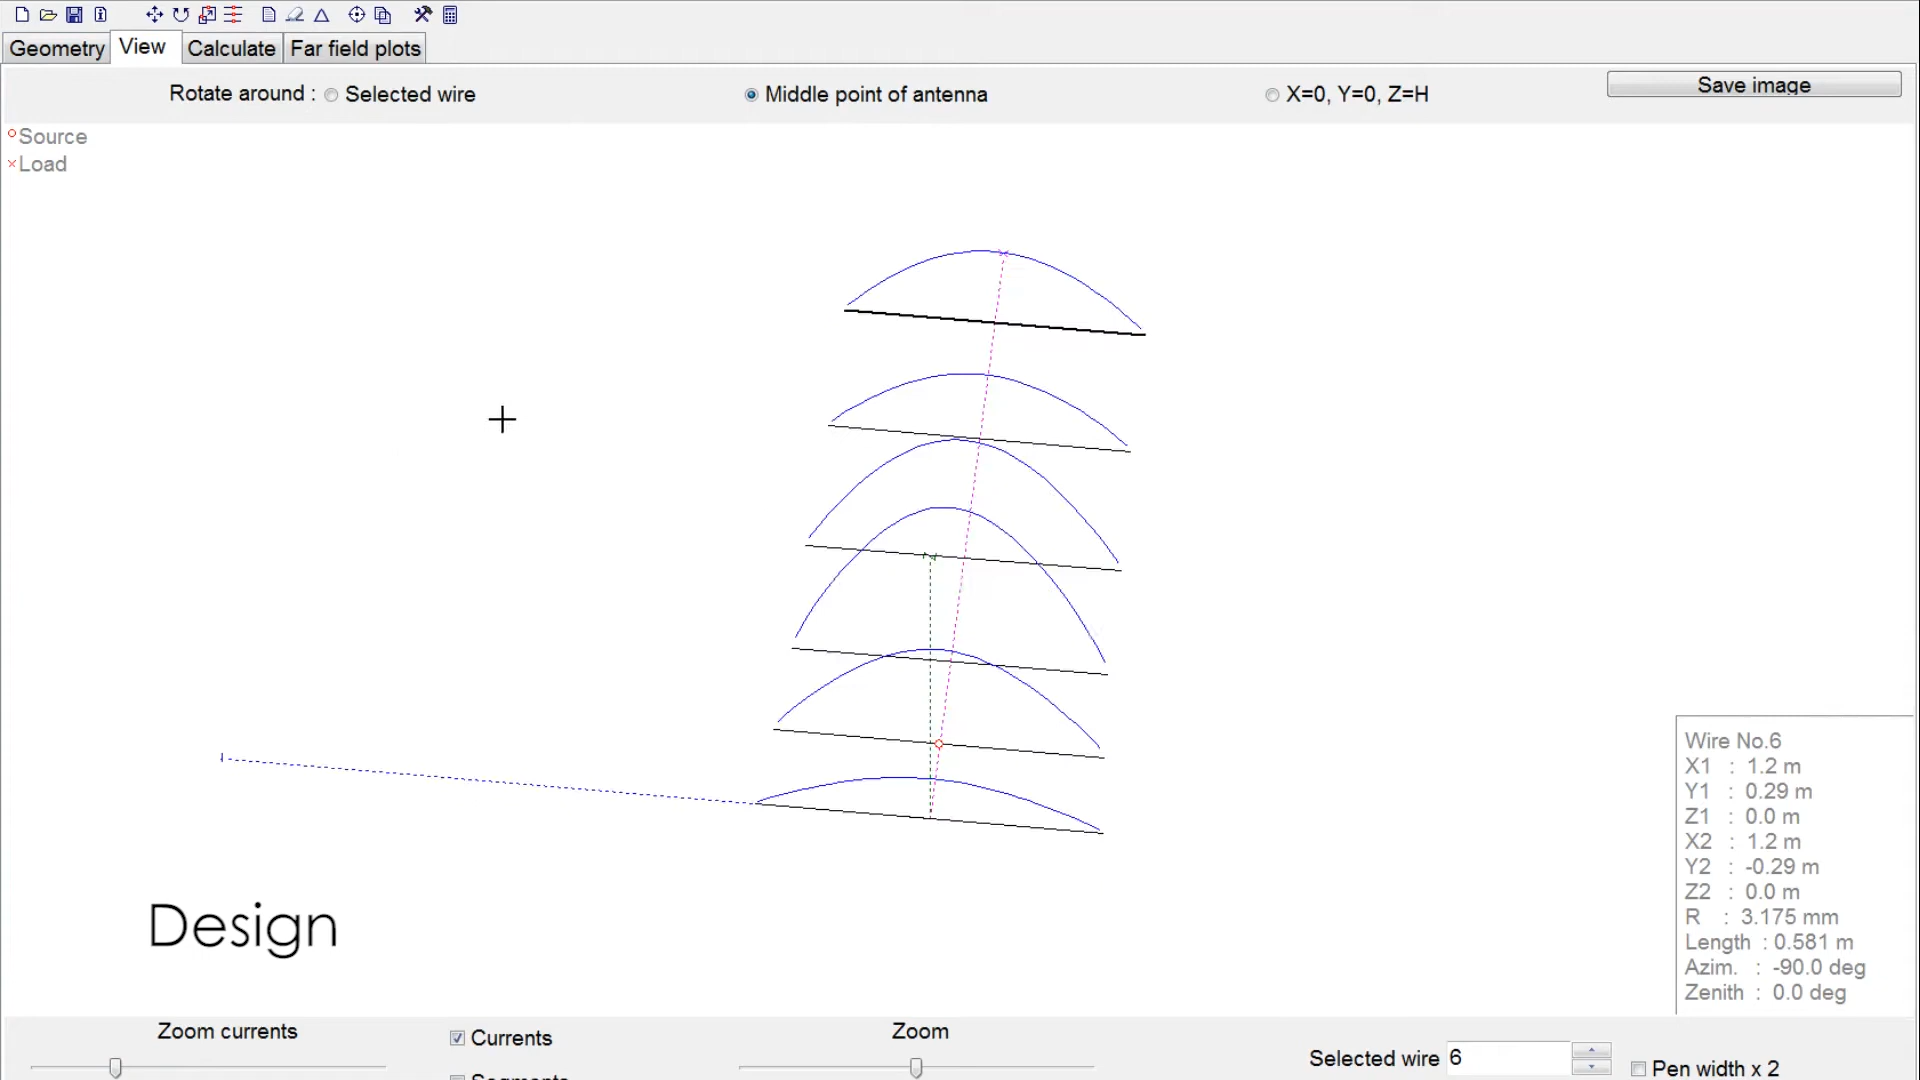 Geometry View Calculate Far field plots
Rotate around : Selected wire Middle point of antenna X=0, Y=0, Z=H Save image
Source
Load
Wire No.6
X1 : 1.2 m
Y1 : 0.29 m
Z1 : 0.0 m
X2 : 1.2 m
Y2 : -0.29 m
Z2 : 0.0 m
R : 3.175 mm
Length : 0.581 m
Azim. : -90.0 deg
Zenith : 0.0 deg
Design
Zoom currents Currents Zoom
Selected wire 6 Pen width x 2